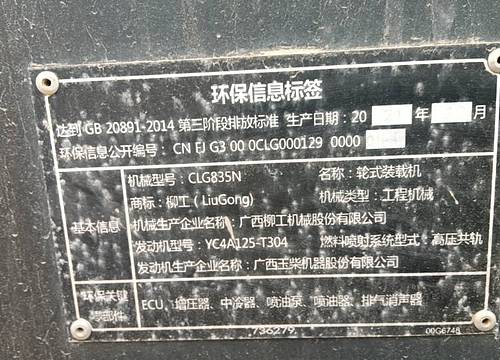 环保信息标签
达到 GB 20891-2014 第三阶段排放标准 生产日期：20 年 月
环保信息公开编号： CN FJ G3 00 0CLG000129 0000
机械型号：CLG835N 名称：轮式装载机
商标：柳工（LiuGong） 机械类型：工程机械
基本信息 机械生产企业名称：广西柳工机械股份有限公司
发动机型号：YC4A125-T304 燃料喷射系统型式：高压共轨
发动机生产企业名称：广西玉柴机器股份有限公司
环保关键
零部件 ECU、增压器、中冷器、喷油泵、喷油器、排气消声器
736279 00G6748